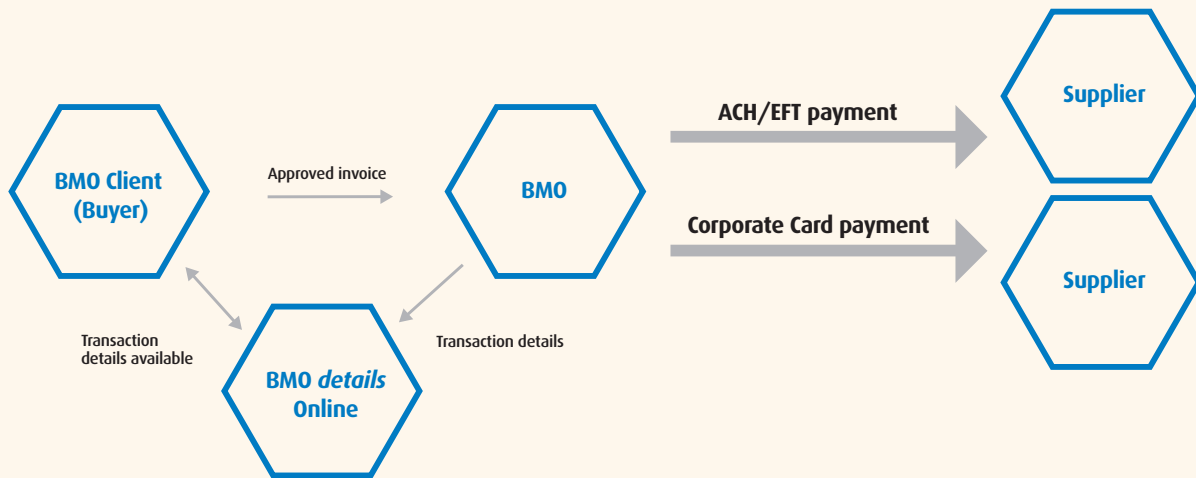 BMO Client
(Buyer)
Approved invoice
BMO
ACH/EFT payment
Supplier
Corporate Card payment
Supplier
Transaction
details available
Transaction details
BMO details
Online